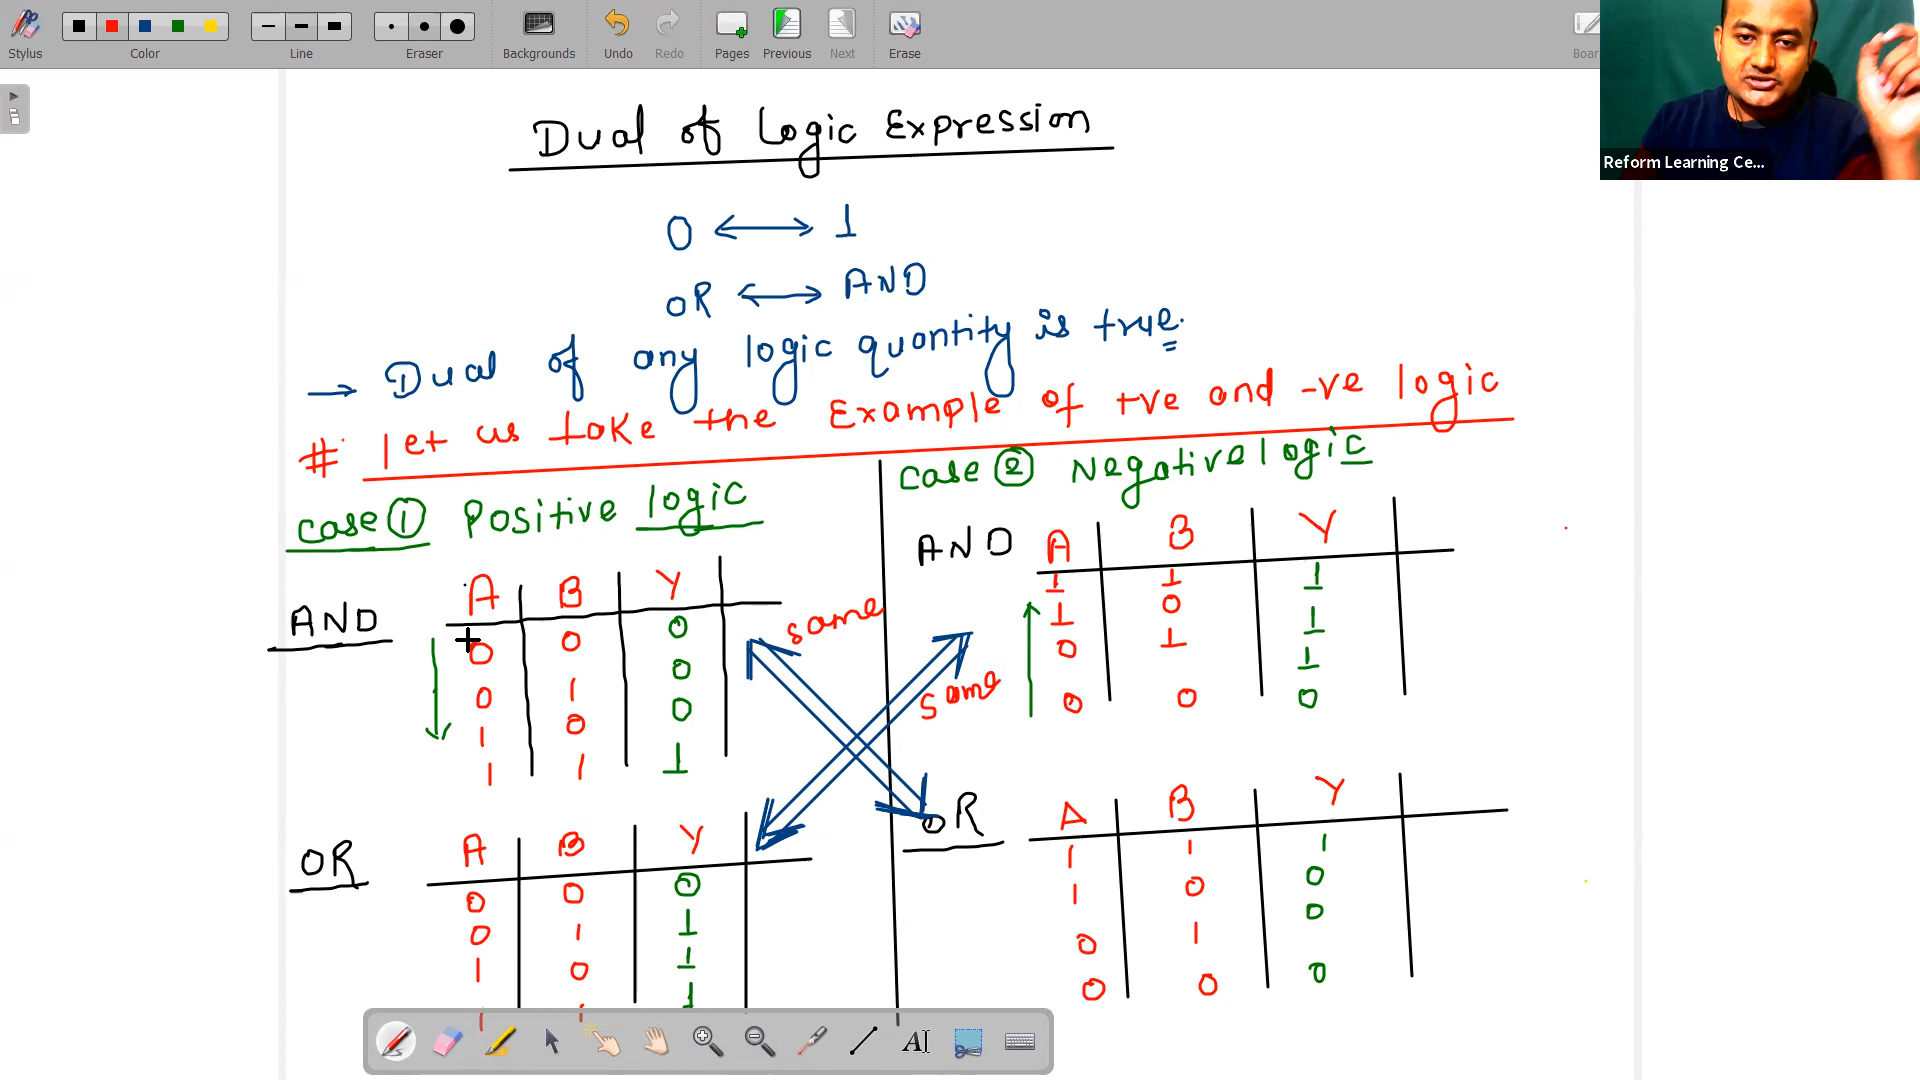 Stylus
Color
Line
Eraser
Backgrounds
Undo
Redo
Pages
Previous
Next
Erase
Boar
Reform Learning Ce...
Dual of Logic Expression
0 ⟷ 1
OR ⟷ AND
→ Dual of any logic quantity is true.
# let us take the Example of +ve and -ve logic
case ① Positive logic
AND
A B Y
0 0 0
0 1 0
1 0 0
1 1 1
same
OR
A B Y
0 0 0
0 1 1
1 0 1
1 1 1
case ② Negative logic
AND
A B Y
1 1 1
1 0 1
0 1 1
0 0 0
same
OR
A B Y
1 1 1
1 0 0
0 1 0
0 0 0